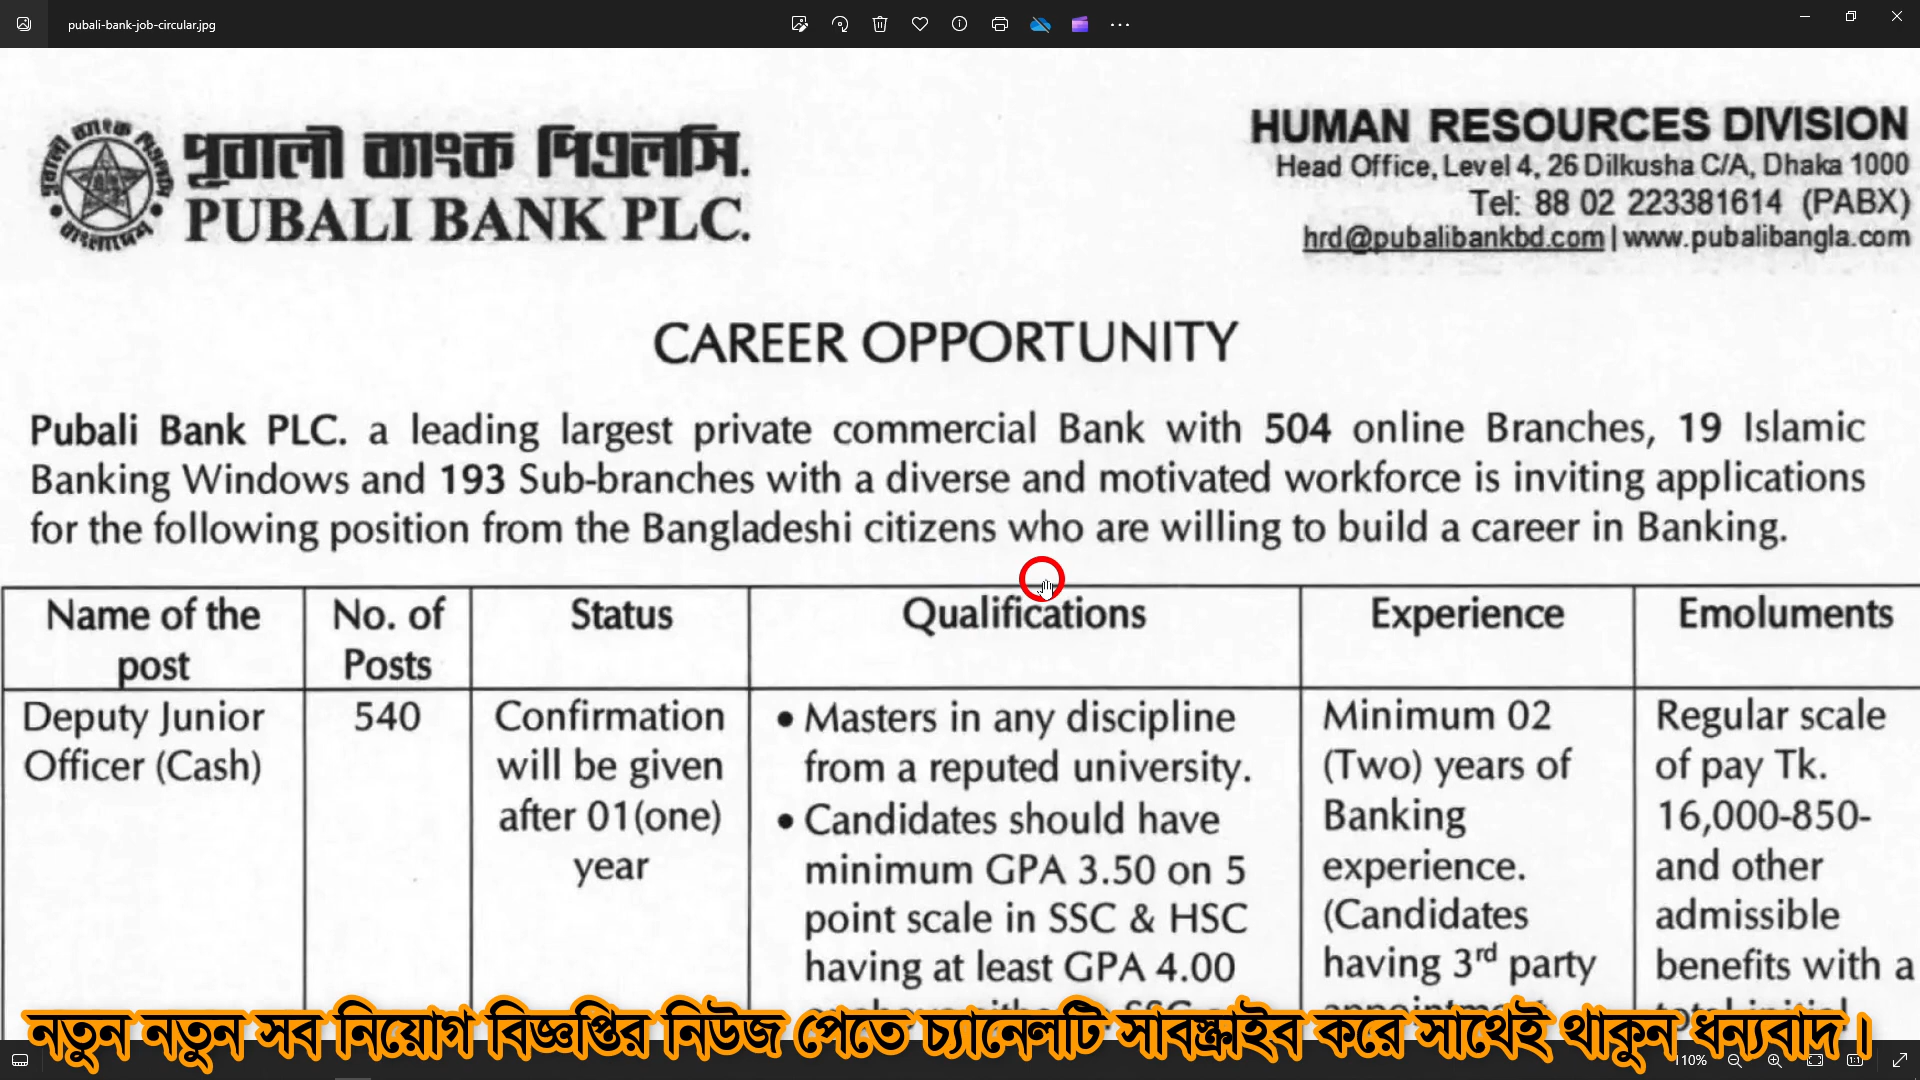 pubali-bank-job-circular.jpg
পূবালী ব্যাংক পিএলসি.
PUBALI BANK PLC.
HUMAN RESOURCES DIVISION
Head Office, Level 4, 26 Dilkusha C/A, Dhaka 1000
Tel: 88 02 223381614 (PABX)
hrd@pubalibankbd.com | www.pubalibangla.com
CAREER OPPORTUNITY
Pubali Bank PLC. a leading largest private commercial Bank with 504 online Branches, 19 Islamic
Banking Windows and 193 Sub-branches with a diverse and motivated workforce is inviting applications
for the following position from the Bangladeshi citizens who are willing to build a career in Banking.
Name of the
post
No. of
Posts
Status
Qualifications
Experience
Emoluments
Deputy Junior
Officer (Cash)
540
Confirmation
will be given
after 01(one)
year
• Masters in any discipline
from a reputed university.
• Candidates should have
minimum GPA 3.50 on 5
point scale in SSC & HSC
having at least GPA 4.00
Minimum 02
(Two) years of
Banking
experience.
(Candidates
having 3rd party
Regular scale
of pay Tk.
16,000-850-
and other
admissible
benefits with a
নতুন নতুন সব নিয়োগ বিজ্ঞপ্তির নিউজ পেতে চ্যানেলটি সাবস্ক্রাইব করে সাথেই থাকুন ধন্যবাদ।
110%